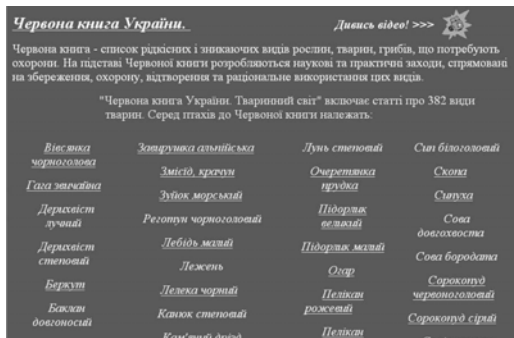 Червона книга України.
Дивись відео! >>>
Червона книга - список рідкісних і зникаючих видів рослин, тварин, грибів, що потребують
охорони. На підставі Червоної книги розробляються наукові та практичні заходи, спрямовані
на збереження, охорону, відтворення та раціональне використання цих видів.
"Червона книга України. Тваринний світ" включає статті про 382 види
тварин. Серед птахів до Червоної книги належать:
Вівсянка
чорноголова
Гага звичайна
Дерихвіст
лучний
Дерихвіст
степовий
Беркут
Баклан
довгоносий
Завирушка альпійська
Змієїд, крачун
Зуйок морський
Реготун чорноголовий
Лебідь малий
Лежень
Лелека чорний
Канюк степовий
Кам'яний дрізд
Лунь степовий
Очеретянка
прудка
Підорлик
великий
Підорлик малий
Огар
Пелікан
рожевий
Пелікан
Сип білоголовий
Скопа
Сипуха
Сова
довгохвоста
Сова бородата
Сорокопуд
червоноголовий
Сорокопуд сірий